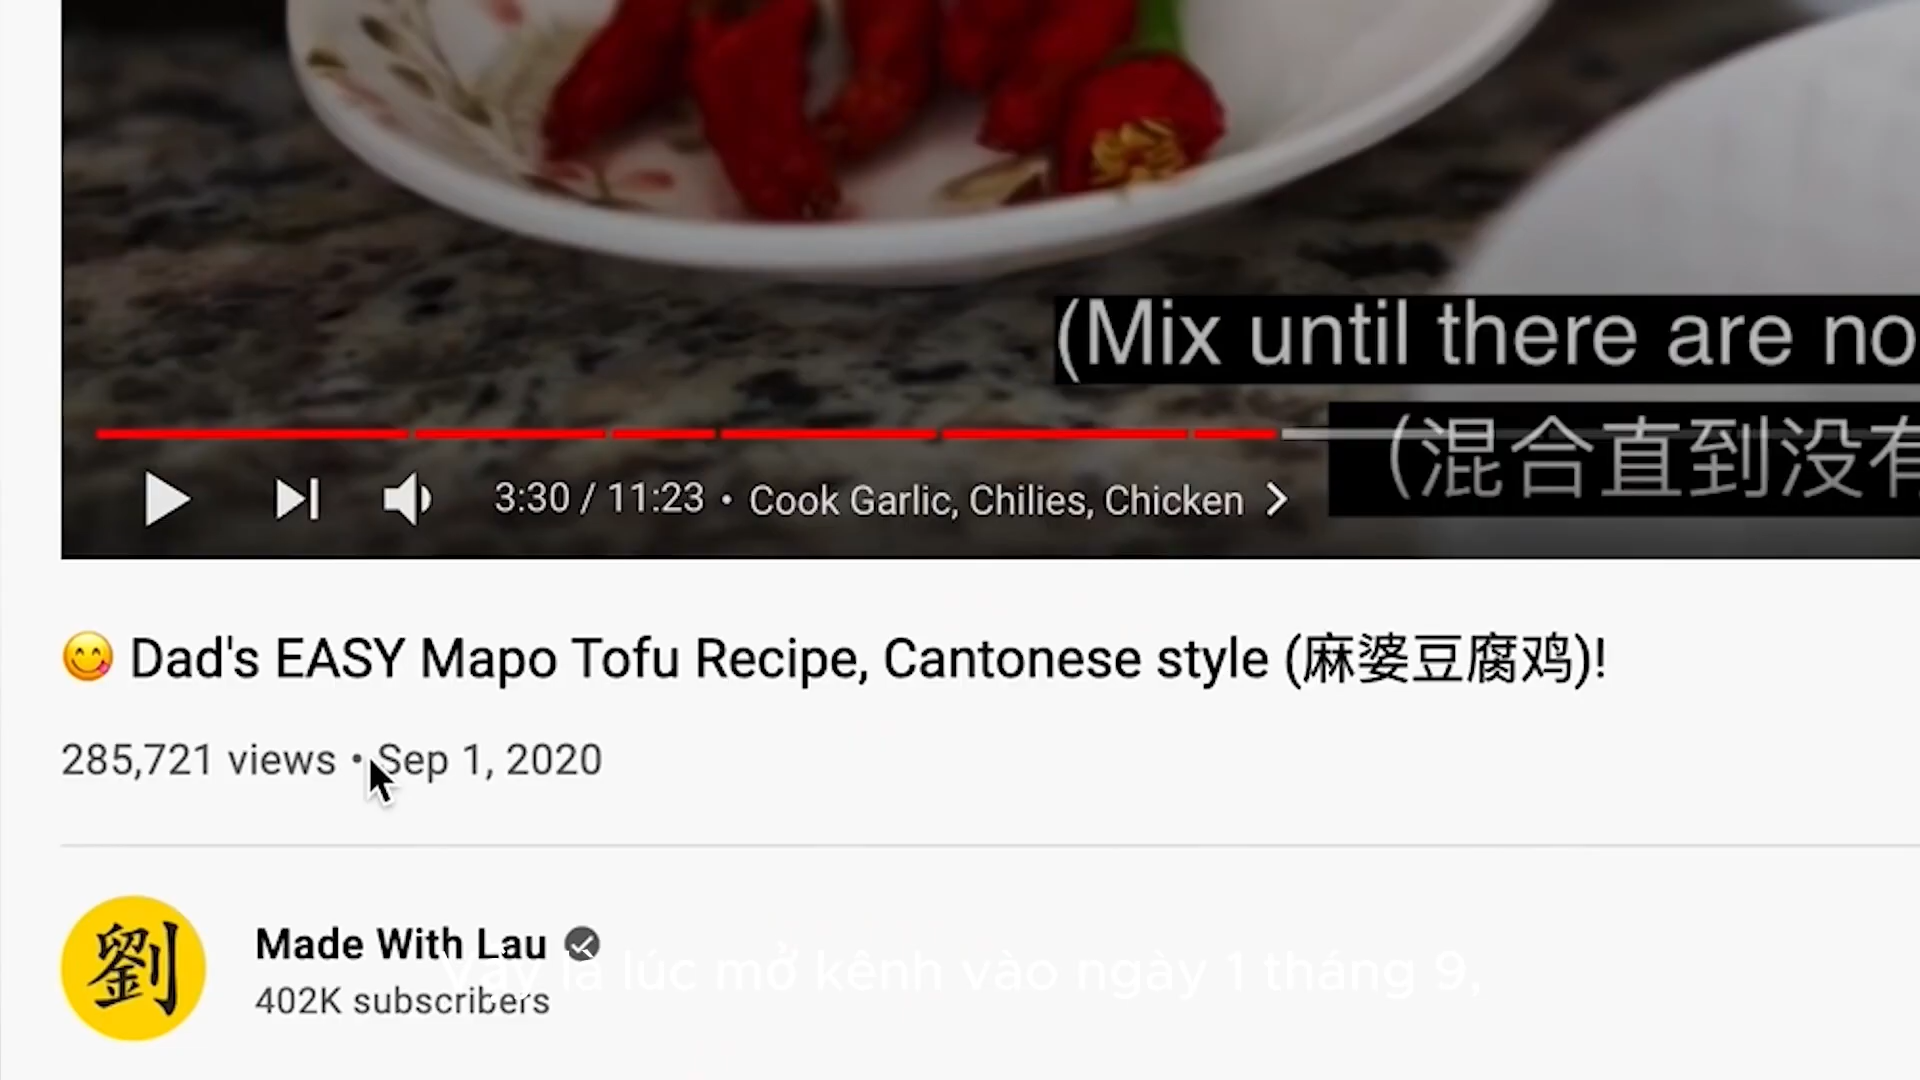 (Mix until there are no
(混合直到没有
3:30 / 11:23 • Cook Garlic, Chilies, Chicken
😋 Dad's EASY Mapo Tofu Recipe, Cantonese style (麻婆豆腐鸡)!
285,721 views • Sep 1, 2020
劉
Made With Lau
402K subscribers
Vậy là lúc mở kênh vào ngày 1 tháng 9,